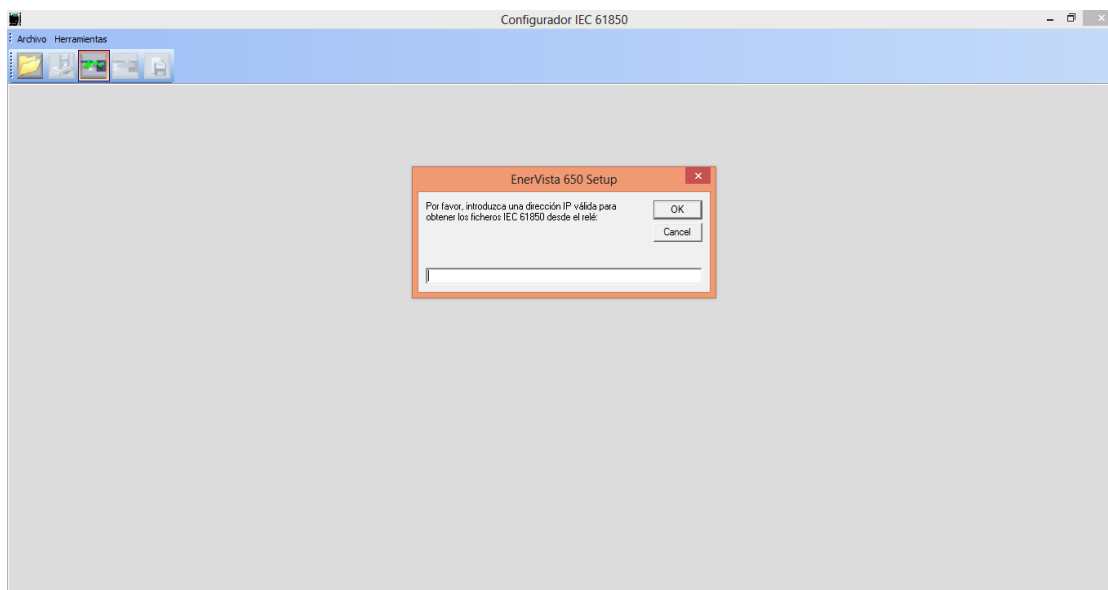 Configurador IEC 61850
Archivo Herramientas
EnerVista 650 Setup
Por favor, introduzca una dirección IP válida para
obtener los ficheros IEC 61850 desde el relé:
OK
Cancel